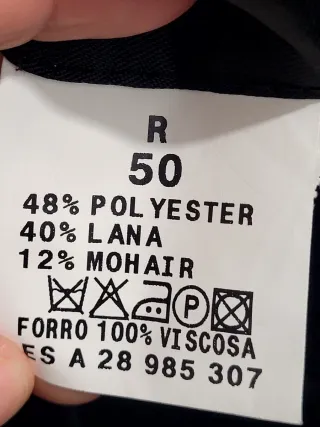 R
50
48% POLYESTER
40% LANA
12% MOHAIR
P
FORRO 100% VISCOSA
ES A 28 985 307